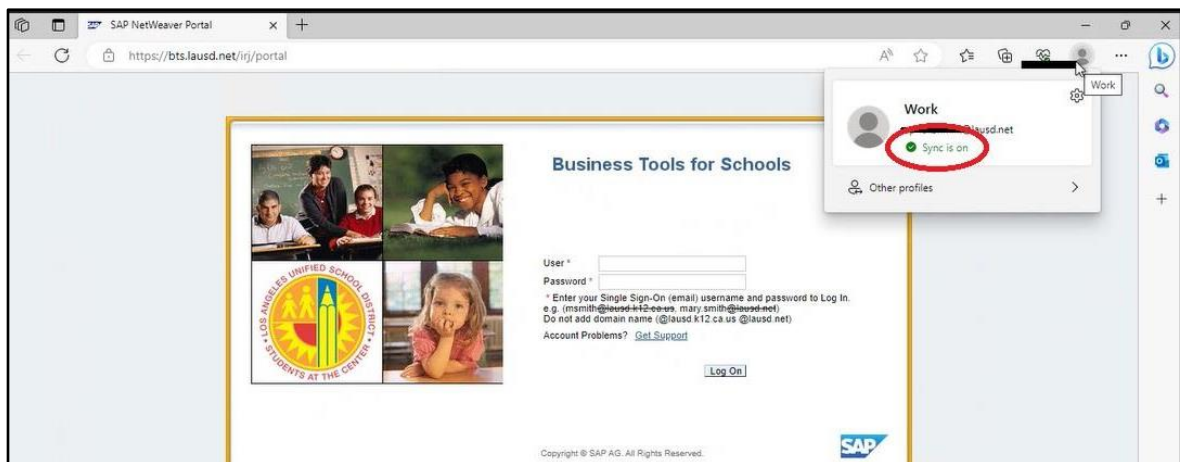 SAP NetWeaver Portal
https://bts.lausd.net/irj/portal
Work
Work
@lausd.net
Sync is on
Other profiles
Business Tools for Schools
User *
Password *
* Enter your Single Sign-On (email) username and password to Log In.
e.g. (msmith@lausd.k12.ca.us, mary.smith@lausd.net)
Do not add domain name (@lausd.k12.ca.us @lausd.net)
Account Problems? Get Support
Log On
LOS ANGELES UNIFIED SCHOOL DISTRICT
• STUDENTS AT THE CENTER •
Copyright © SAP AG. All Rights Reserved.
SAP